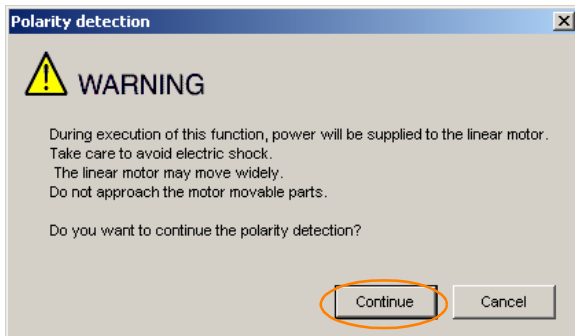 Polarity detection
WARNING
During execution of this function, power will be supplied to the linear motor.
Take care to avoid electric shock.
The linear motor may move widely.
Do not approach the motor movable parts.
Do you want to continue the polarity detection?
Continue
Cancel